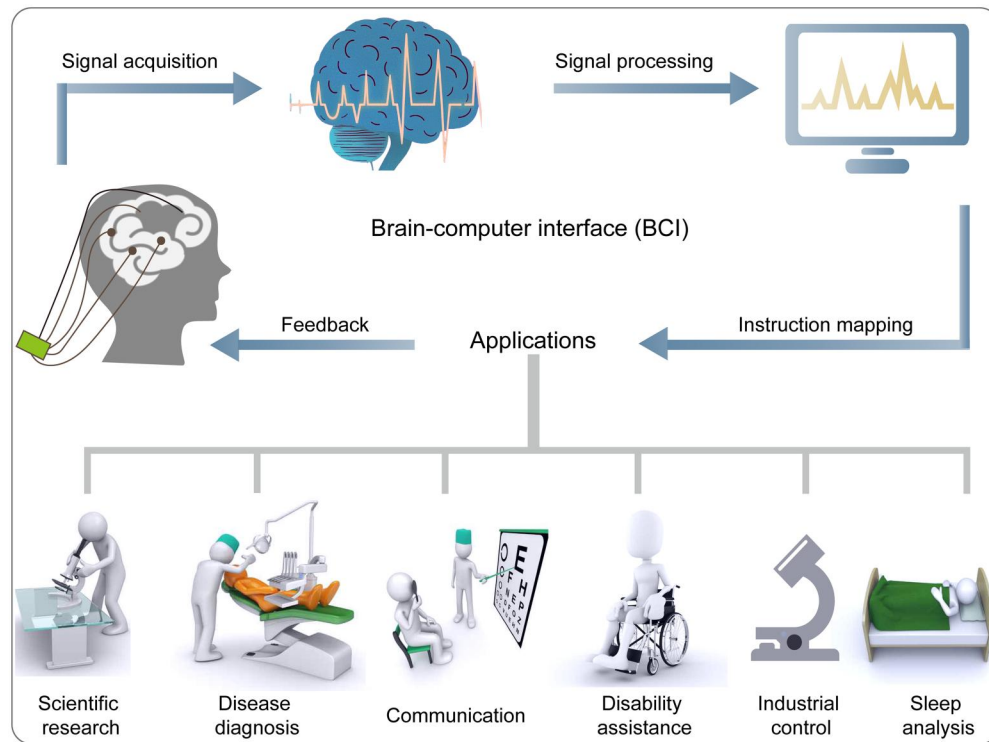 Signal acquisition
Signal processing
Brain-computer interface (BCI)
Feedback
Applications
Instruction mapping
E
Scientific
research
Disease
diagnosis
Communication
Disability
assistance
Industrial
control
Sleep
analysis